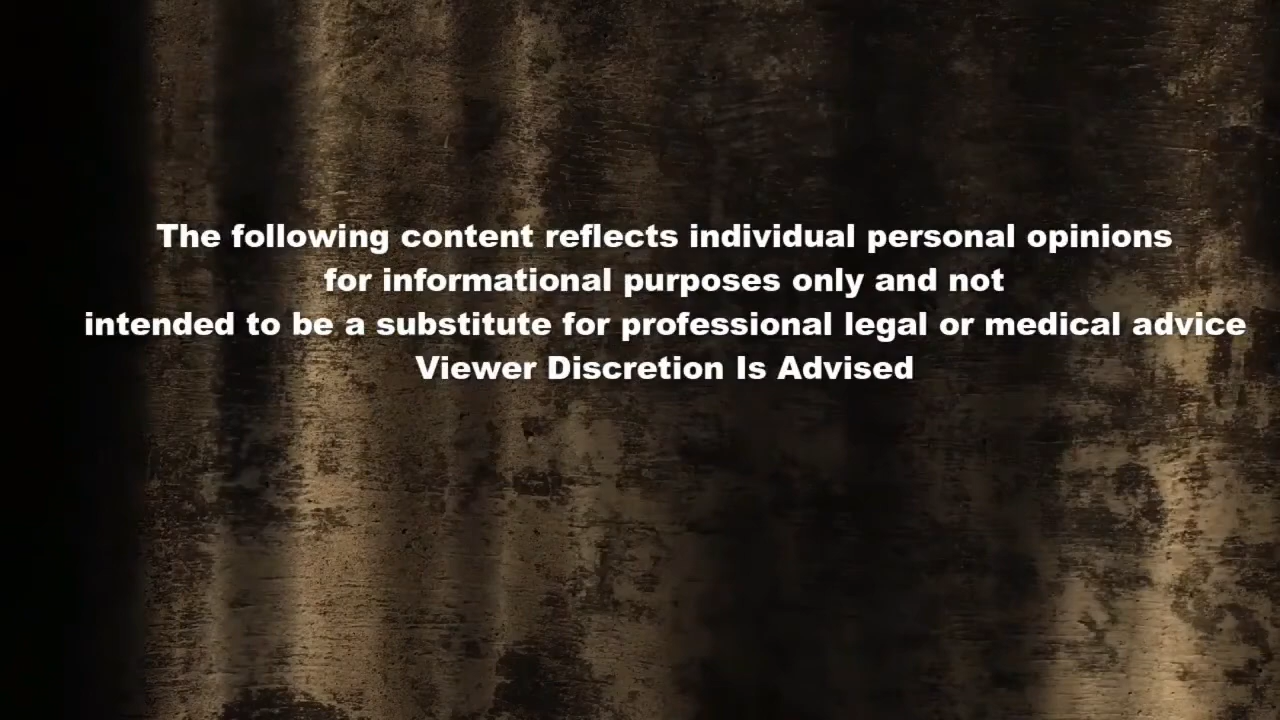 The following content reflects individual personal opinions
for informational purposes only and not
intended to be a substitute for professional legal or medical advice
Viewer Discretion Is Advised